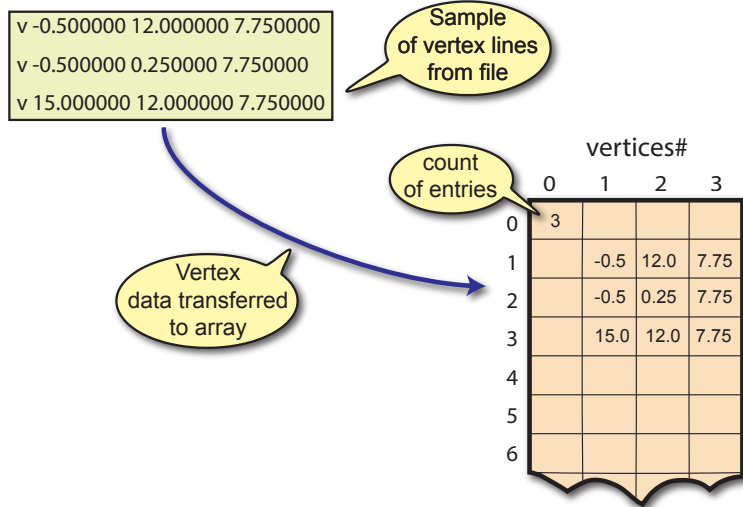 v -0.500000 12.000000 7.750000
v -0.500000 0.250000 7.750000
v 15.000000 12.000000 7.750000
Sample
of vertex lines
from file
Vertex
data transferred
to array
count
of entries
vertices#
0 1 2 3
0 3
1 -0.5 12.0 7.75
2 -0.5 0.25 7.75
3 15.0 12.0 7.75
4
5
6